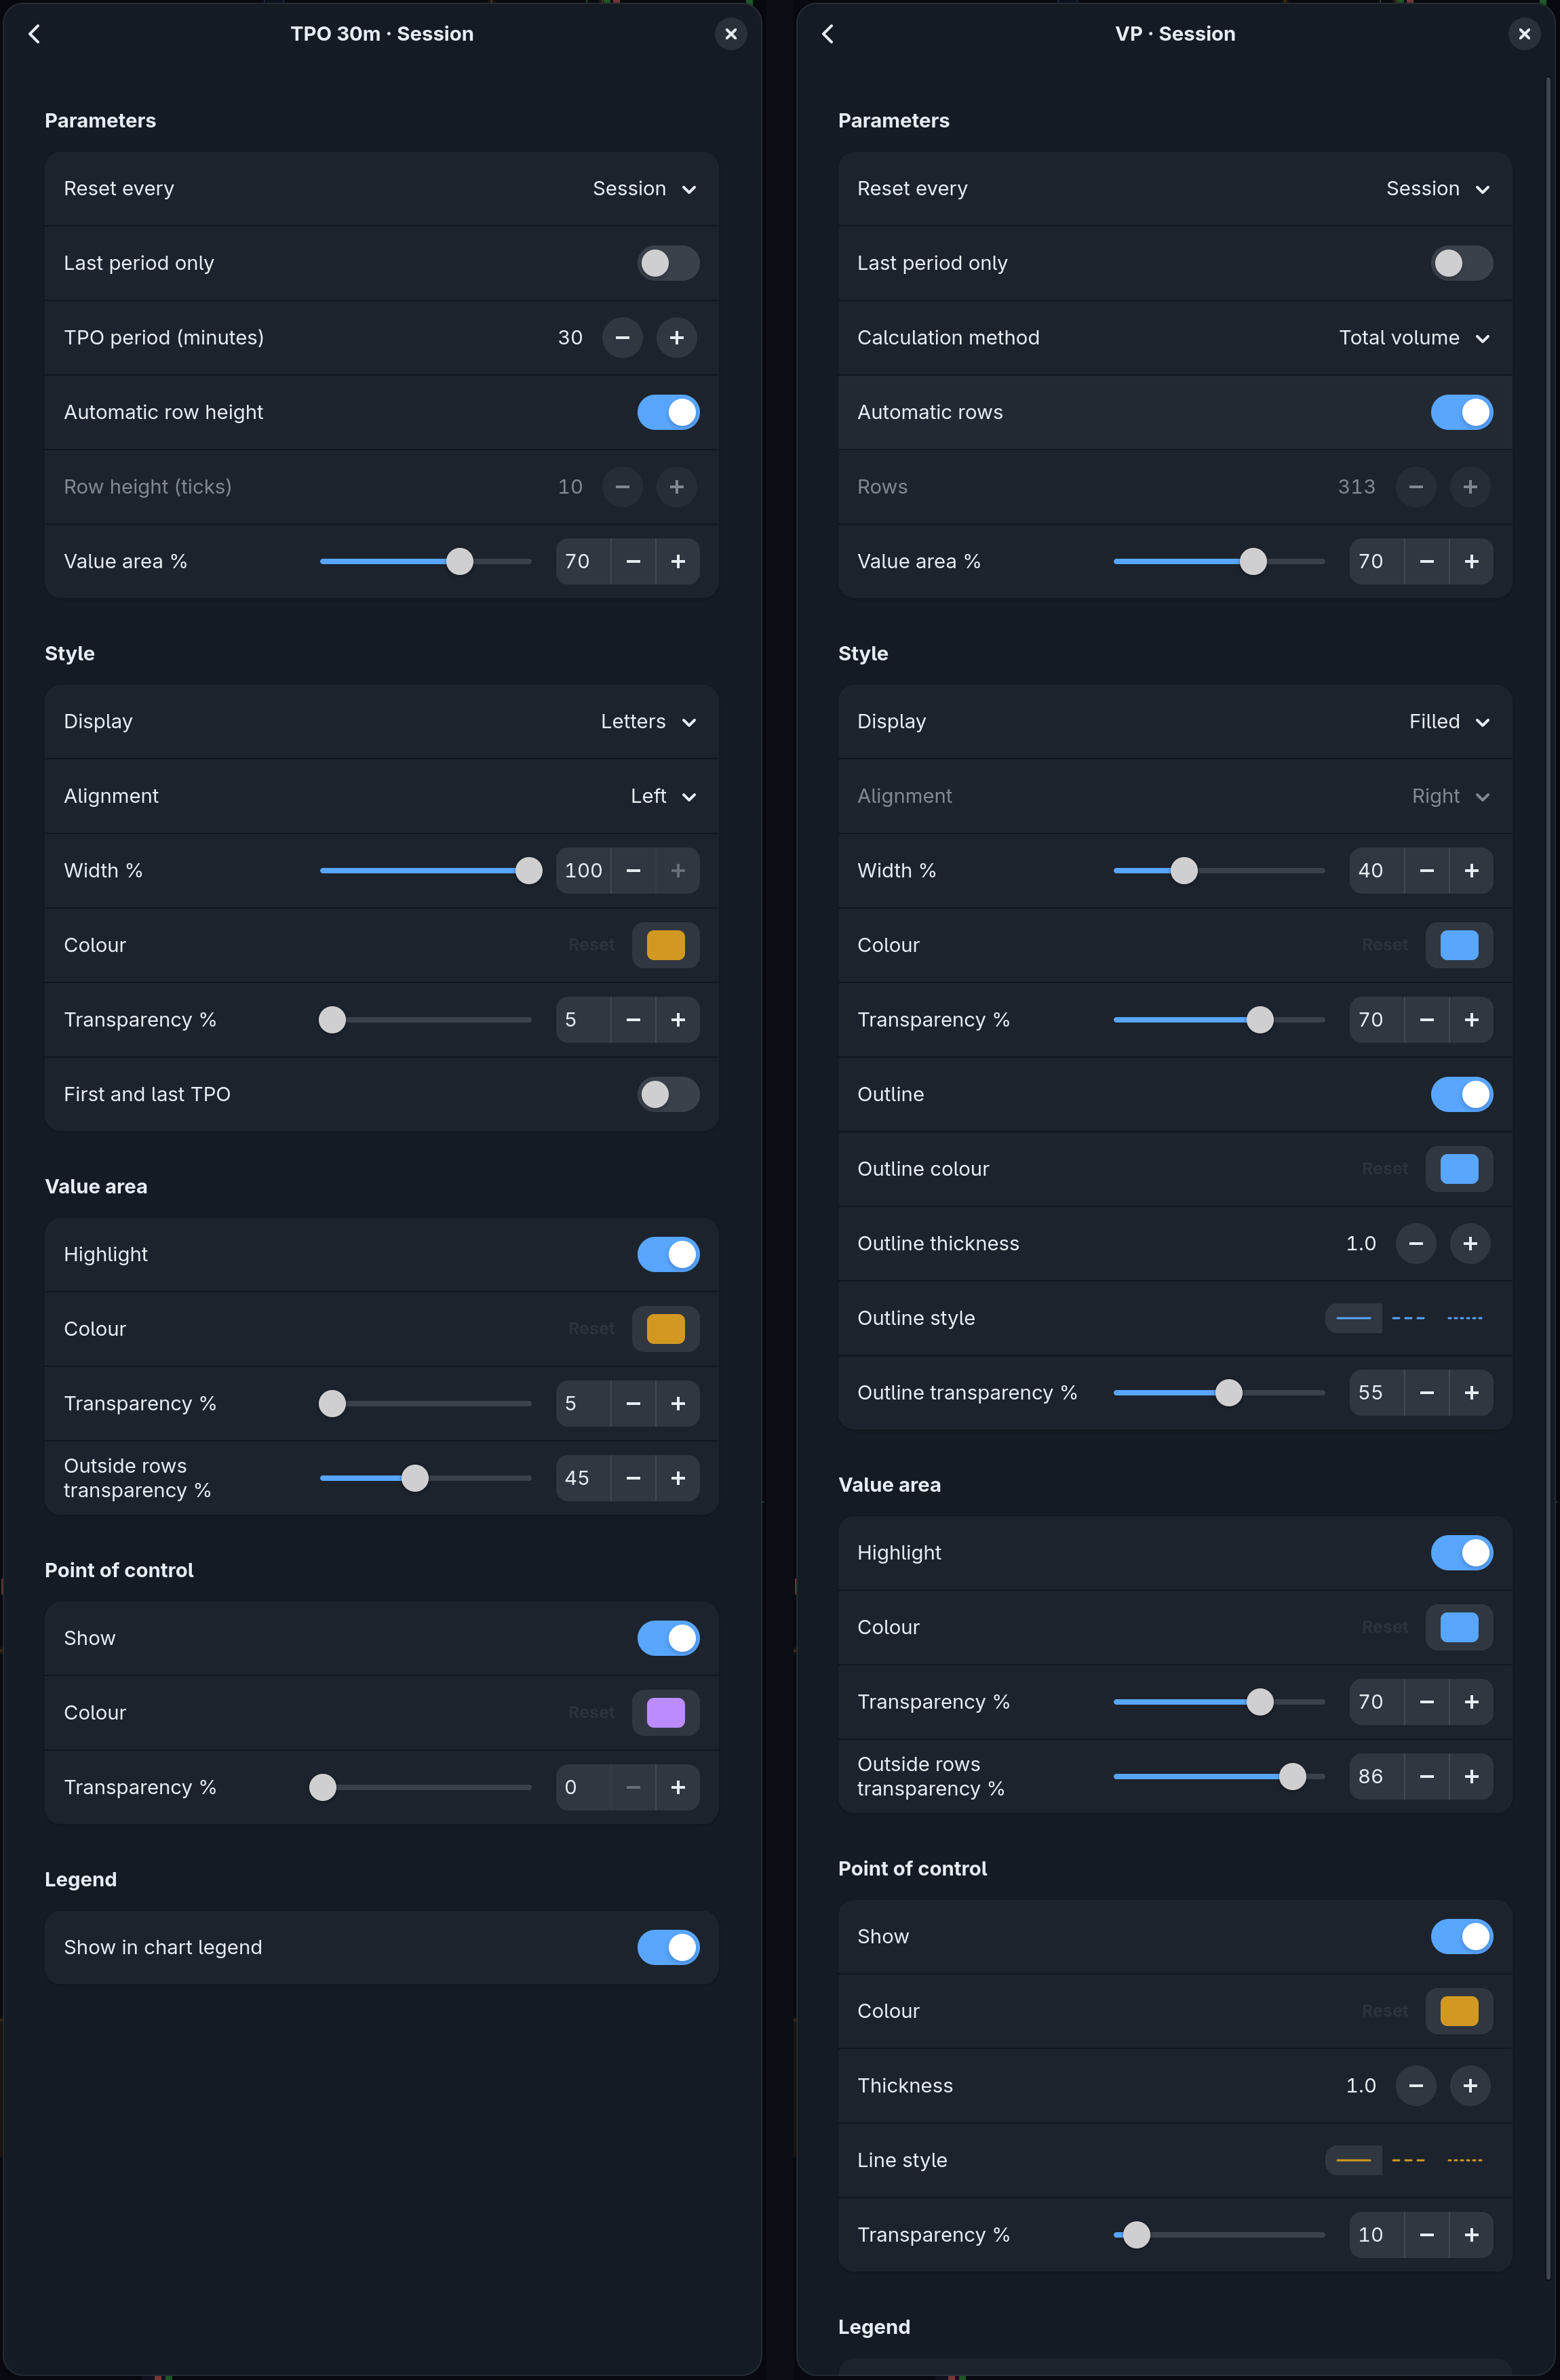 TPO 30m · Session
Parameters
Reset every Session
Last period only
TPO period (minutes) 30
Automatic row height
Row height (ticks) 10
Value area % 70
Style
Display Letters
Alignment Left
Width % 100
Colour Reset
Transparency % 5
First and last TPO
Value area
Highlight
Colour Reset
Transparency % 5
Outside rows
transparency % 45
Point of control
Show
Colour Reset
Transparency % 0
Legend
Show in chart legend
VP · Session
Parameters
Reset every Session
Last period only
Calculation method Total volume
Automatic rows
Rows 313
Value area % 70
Style
Display Filled
Alignment Right
Width % 40
Colour Reset
Transparency % 70
Outline
Outline colour Reset
Outline thickness 1.0
Outline style
Outline transparency % 55
Value area
Highlight
Colour Reset
Transparency % 70
Outside rows
transparency % 86
Point of control
Show
Colour Reset
Thickness 1.0
Line style
Transparency % 10
Legend